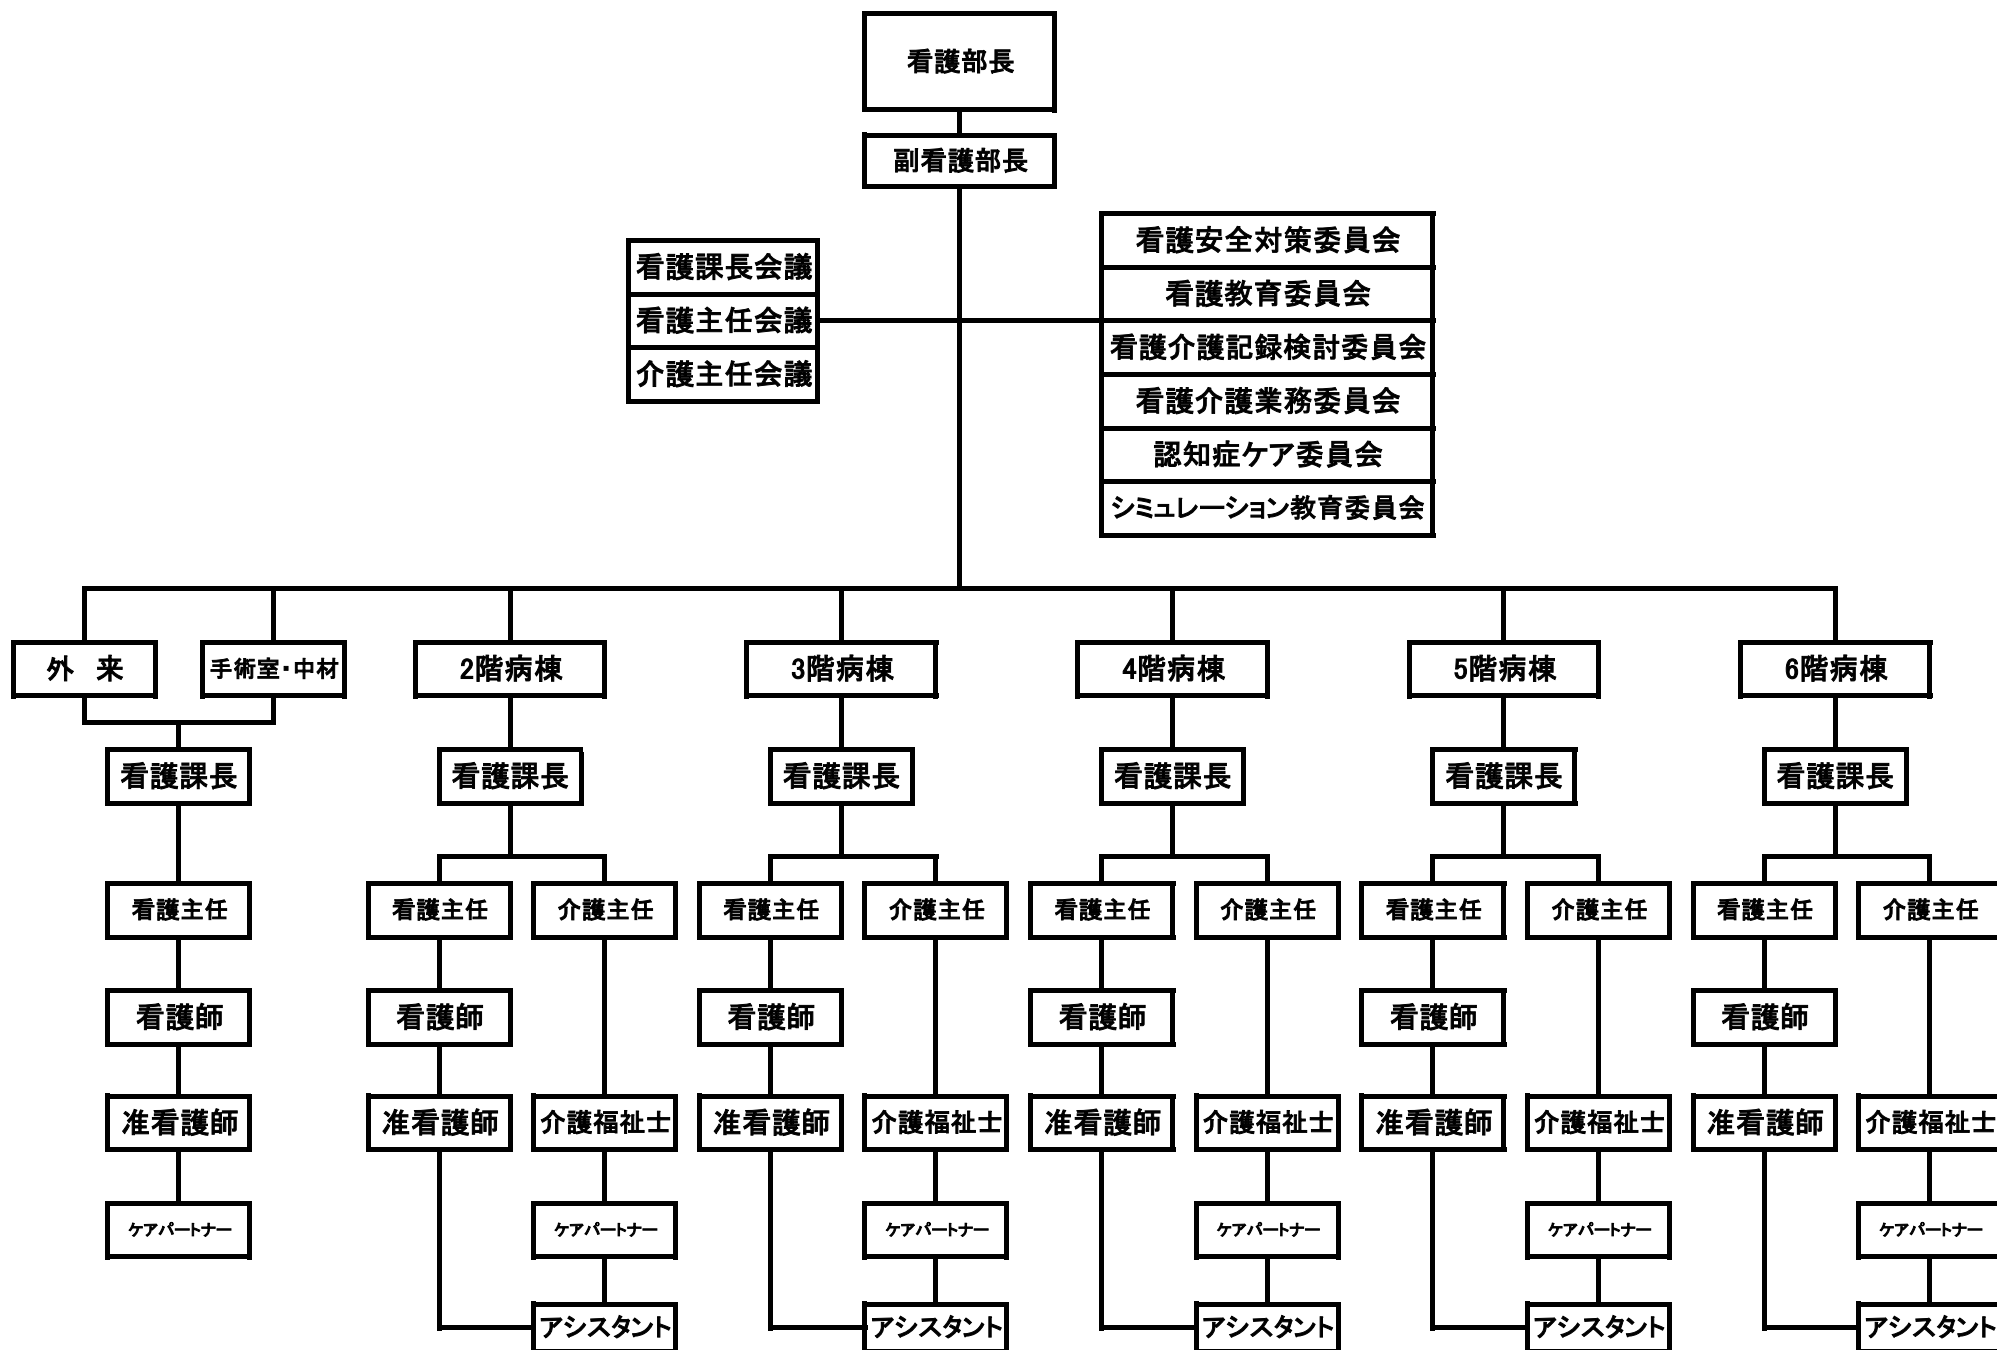 看護部長
副看護部長
看護課長会議
看護主任会議
介護主任会議
看護安全対策委員会
看護教育委員会
看護介護記録検討委員会
看護介護業務委員会
認知症ケア委員会
シミュレーション教育委員会
外　来
手術室・中材
2階病棟
3階病棟
4階病棟
5階病棟
6階病棟
看護課長
看護課長
看護課長
看護課長
看護課長
看護課長
看護主任
看護主任
介護主任
看護主任
介護主任
看護主任
介護主任
看護主任
介護主任
看護主任
介護主任
看護師
看護師
看護師
看護師
看護師
看護師
准看護師
准看護師
介護福祉士
准看護師
介護福祉士
准看護師
介護福祉士
准看護師
介護福祉士
准看護師
介護福祉士
ケアパートナー
ケアパートナー
ケアパートナー
ケアパートナー
ケアパートナー
ケアパートナー
アシスタント
アシスタント
アシスタント
アシスタント
アシスタント